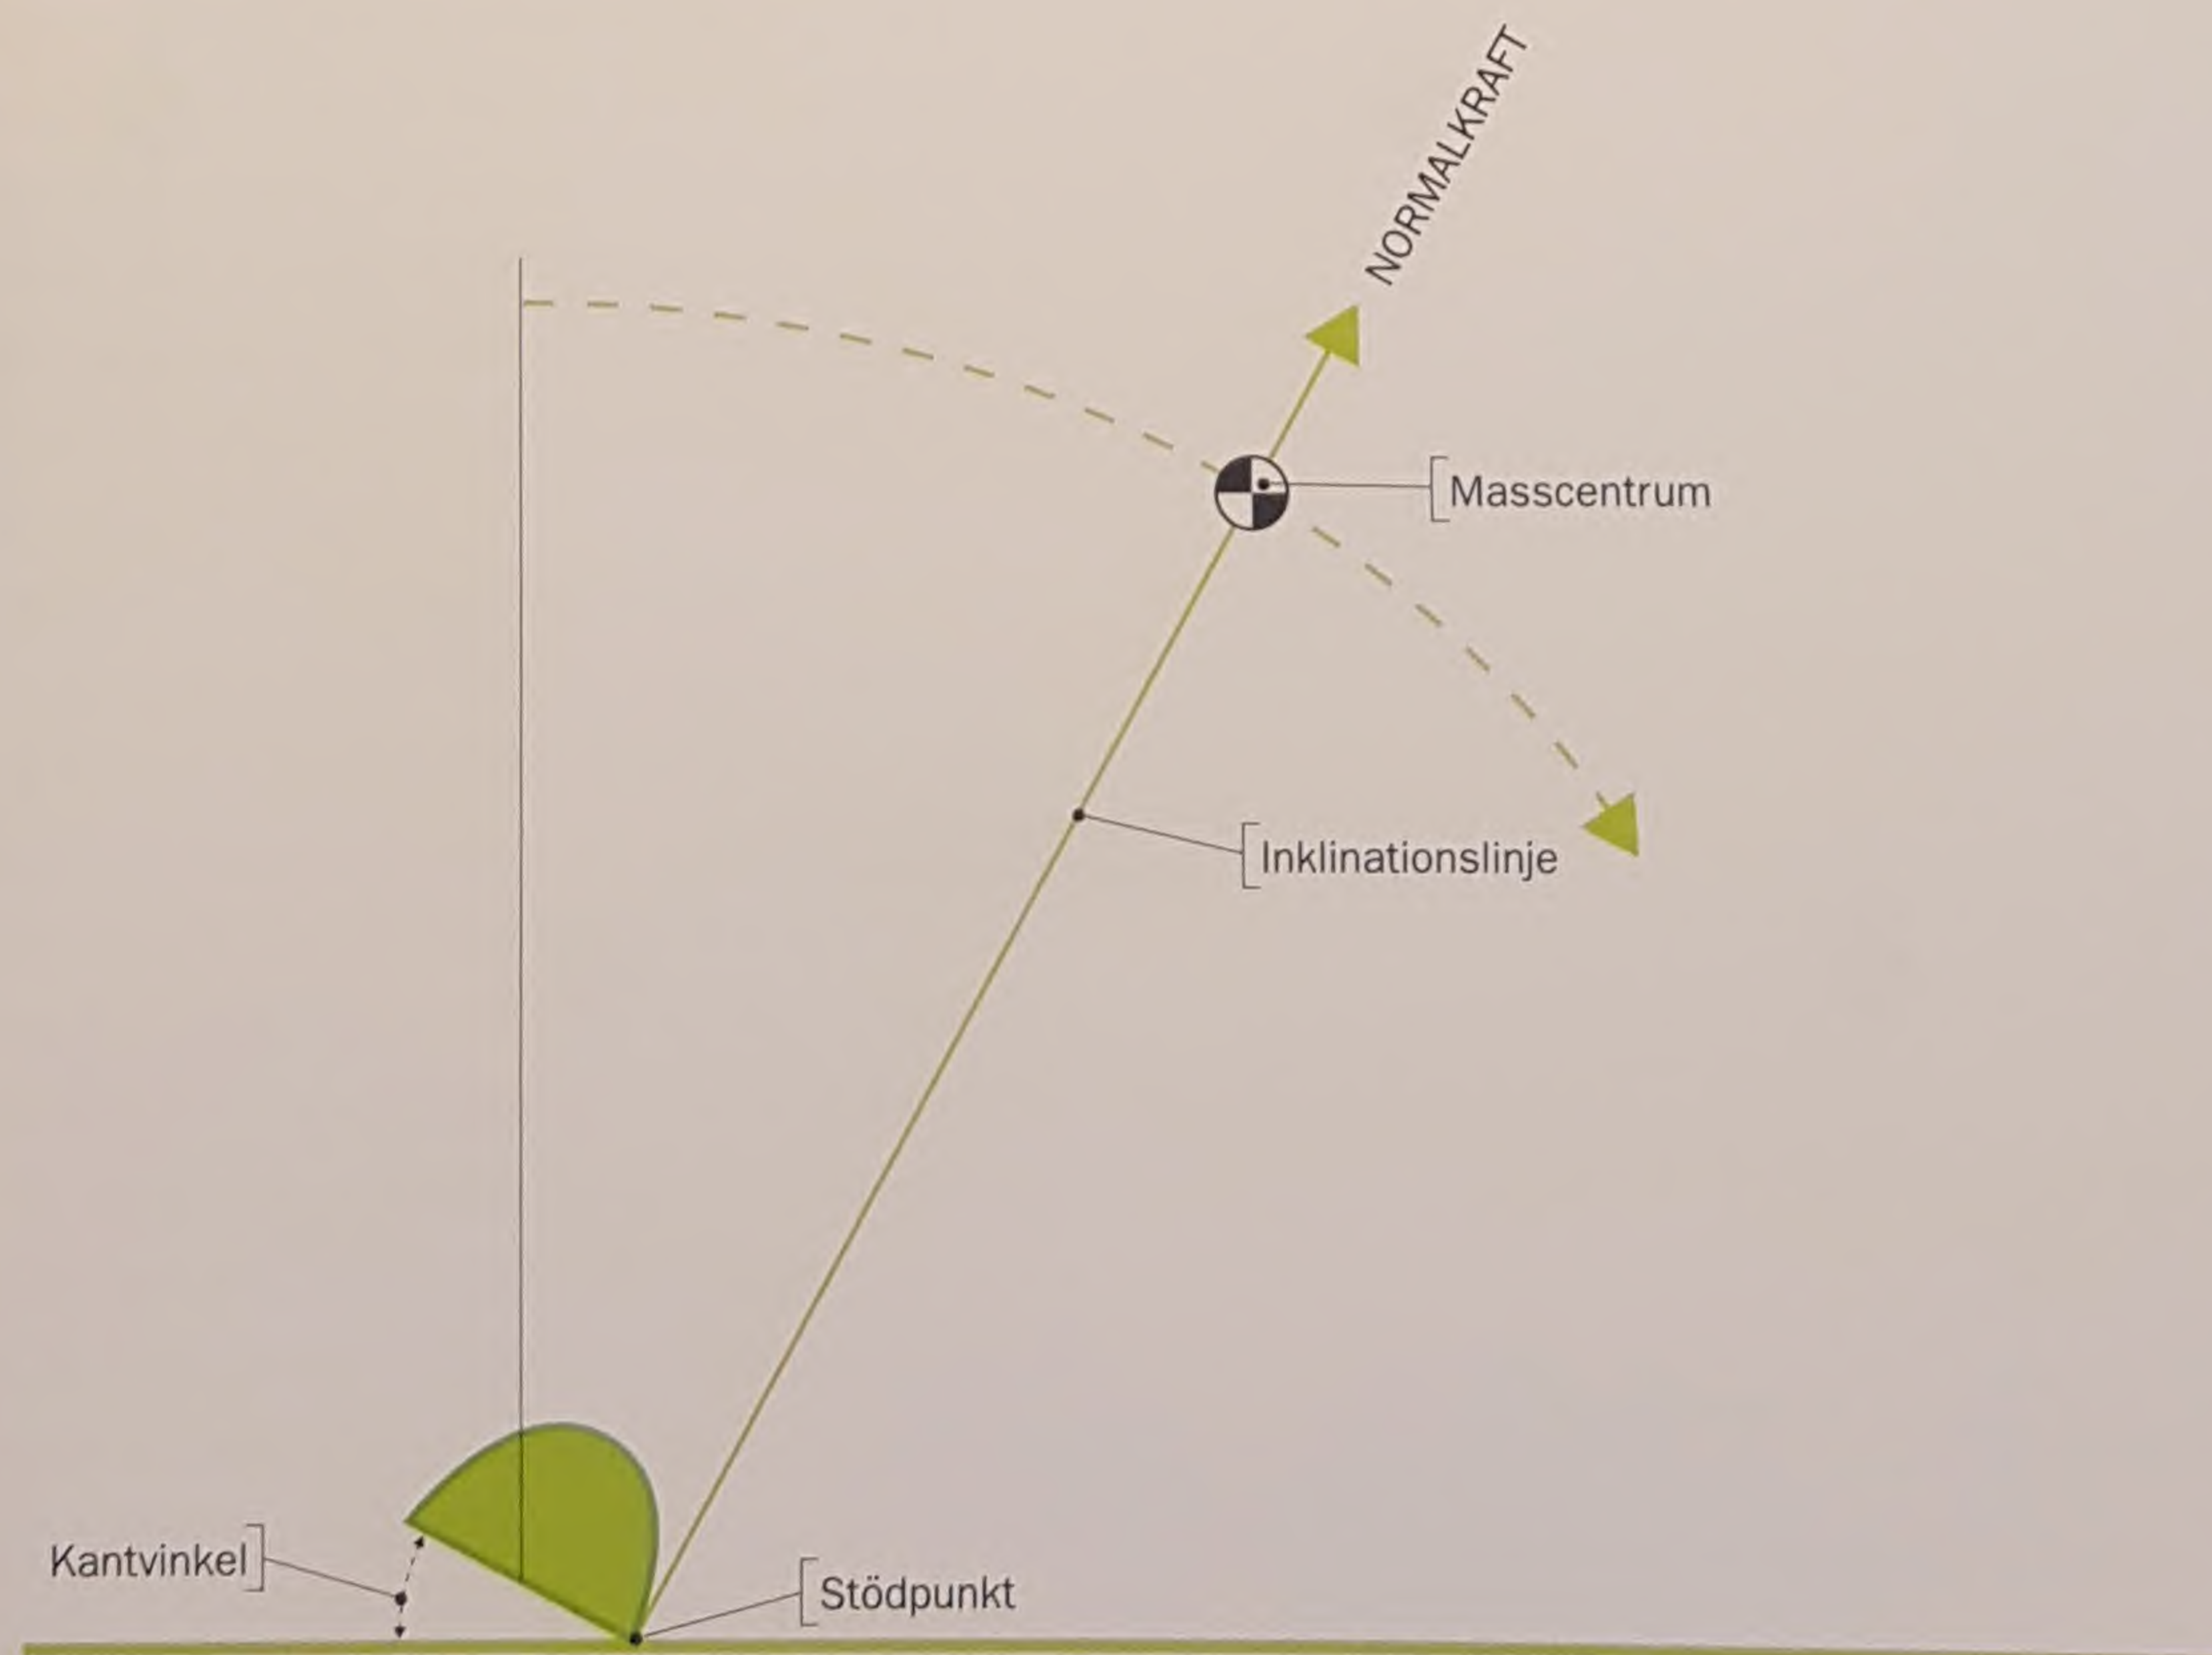 NORMALKRAFT
Masscentrum
Inklinationslinje
Kantvinkel
Stödpunkt